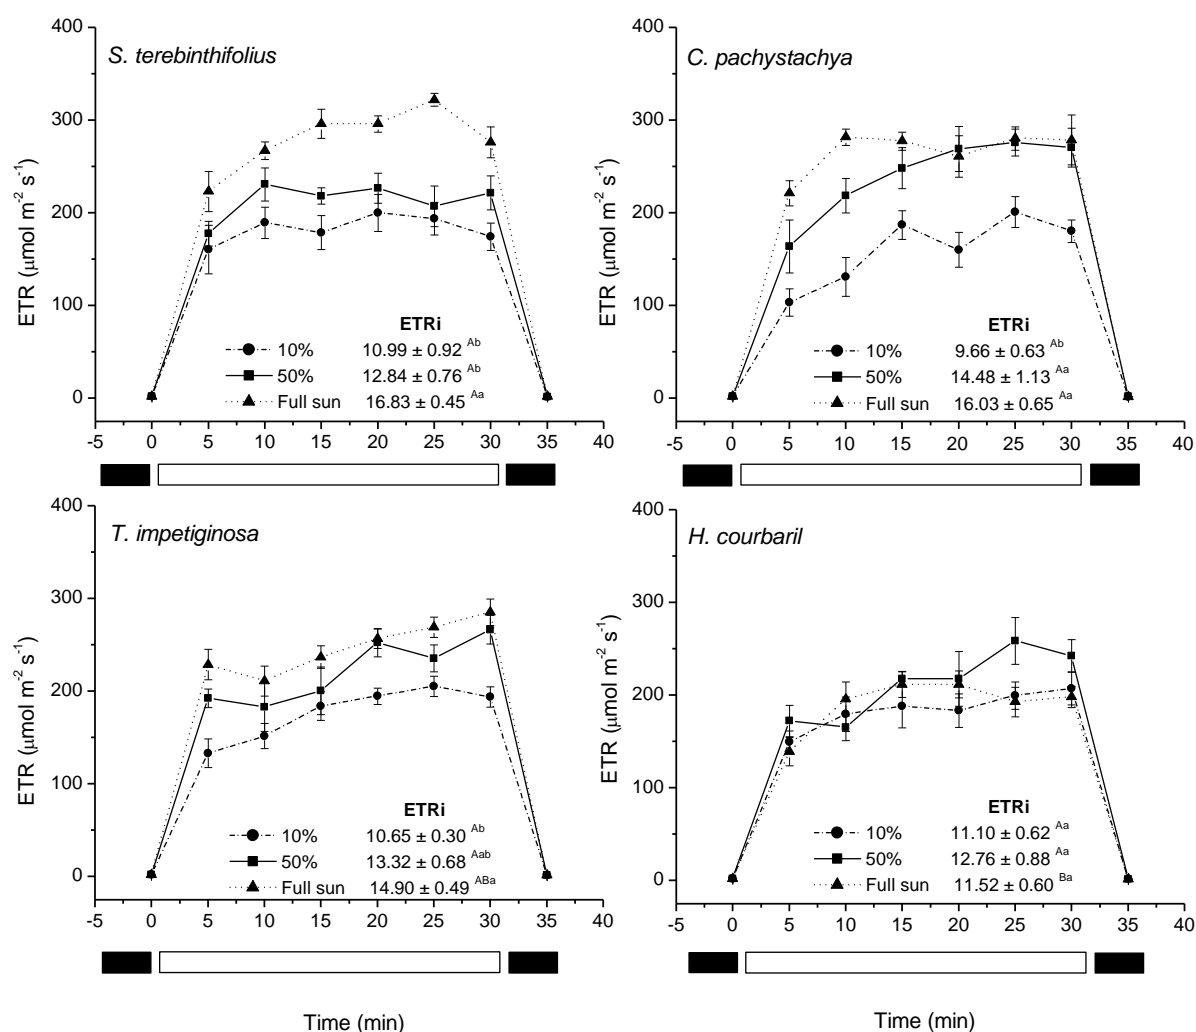 S. terebinthifolius
ETR (μmol m-2 s-1)
400
300
200
100
0
ETRi
10% 10.99 ± 0.92 Ab
50% 12.84 ± 0.76 Ab
Full sun 16.83 ± 0.45 Aa
-5 0 5 10 15 20 25 30 35 40
C. pachystachya
ETR (μmol m-2 s-1)
400
300
200
100
0
ETRi
10% 9.66 ± 0.63 Ab
50% 14.48 ± 1.13 Aa
Full sun 16.03 ± 0.65 Aa
-5 0 5 10 15 20 25 30 35 40
T. impetiginosa
ETR (μmol m-2 s-1)
400
300
200
100
0
ETRi
10% 10.65 ± 0.30 Ab
50% 13.32 ± 0.68 Aab
Full sun 14.90 ± 0.49 ABa
-5 0 5 10 15 20 25 30 35 40
Time (min)
H. courbaril
ETR (μmol m-2 s-1)
400
300
200
100
0
ETRi
10% 11.10 ± 0.62 Aa
50% 12.76 ± 0.88 Aa
Full sun 11.52 ± 0.60 Ba
-5 0 5 10 15 20 25 30 35 40
Time (min)